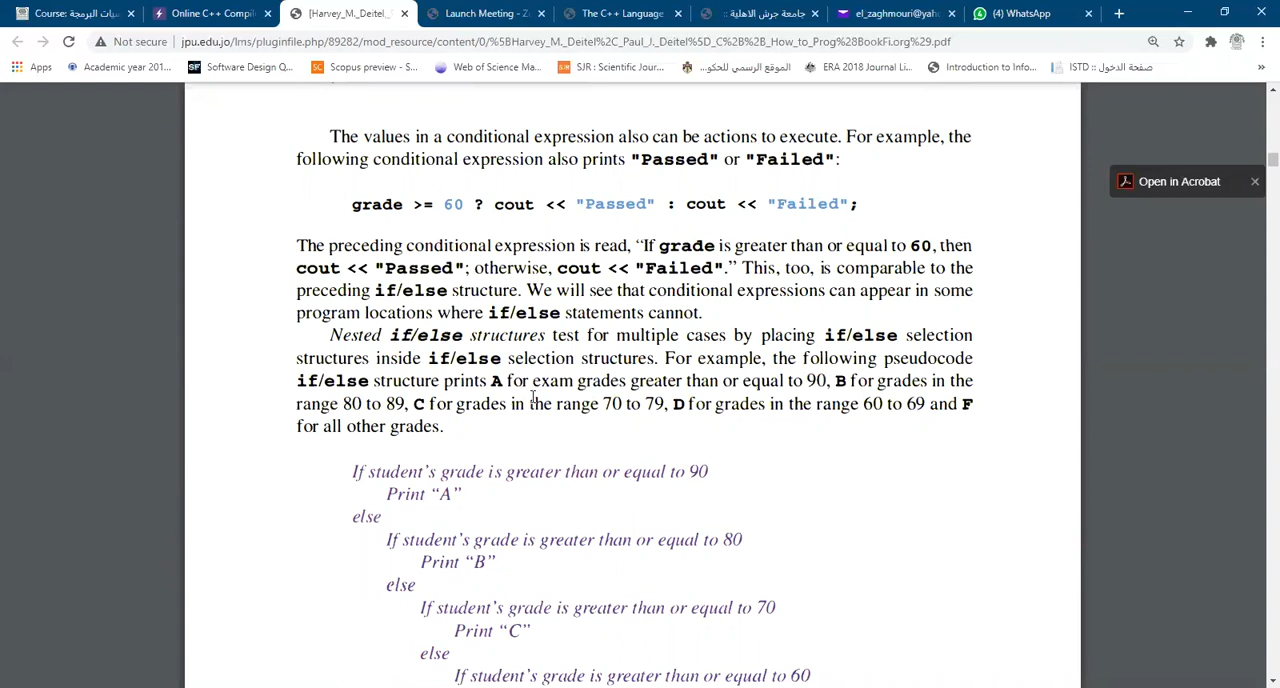 Course: أساسيات البرمجة
Online C++ Compil
[Harvey_M._Deitel_
Launch Meeting - Z
The C++ Language
جامعة جرش الاهلية ::
el_zaghmouri@yah
(4) WhatsApp
Not secure | jpu.edu.jo/lms/pluginfile.php/89282/mod_resource/content/0/%5BHarvey_M._Deitel%2C_Paul_J._Deitel%5D_C%2B%2B_How_to_Prog%28BookFi.org%29.pdf
Apps
Academic year 201...
Software Design Q...
Scopus preview - S...
Web of Science Ma...
SJR : Scientific Jour...
الموقع الرسمي للحكو...
ERA 2018 Journal Li...
Introduction to Info...
ISTD :: صفحة الدخول
»
The values in a conditional expression also can be actions to execute. For example, the
following conditional expression also prints "Passed" or "Failed":
grade >= 60 ? cout << "Passed" : cout << "Failed";
The preceding conditional expression is read, “If grade is greater than or equal to 60, then
cout << "Passed"; otherwise, cout << "Failed".” This, too, is comparable to the
preceding if/else structure. We will see that conditional expressions can appear in some
program locations where if/else statements cannot.
Nested if/else structures test for multiple cases by placing if/else selection
structures inside if/else selection structures. For example, the following pseudocode
if/else structure prints A for exam grades greater than or equal to 90, B for grades in the
range 80 to 89, C for grades in the range 70 to 79, D for grades in the range 60 to 69 and F
for all other grades.
If student’s grade is greater than or equal to 90
Print “A”
else
If student’s grade is greater than or equal to 80
Print “B”
else
If student’s grade is greater than or equal to 70
Print “C”
else
If student’s grade is greater than or equal to 60
Open in Acrobat